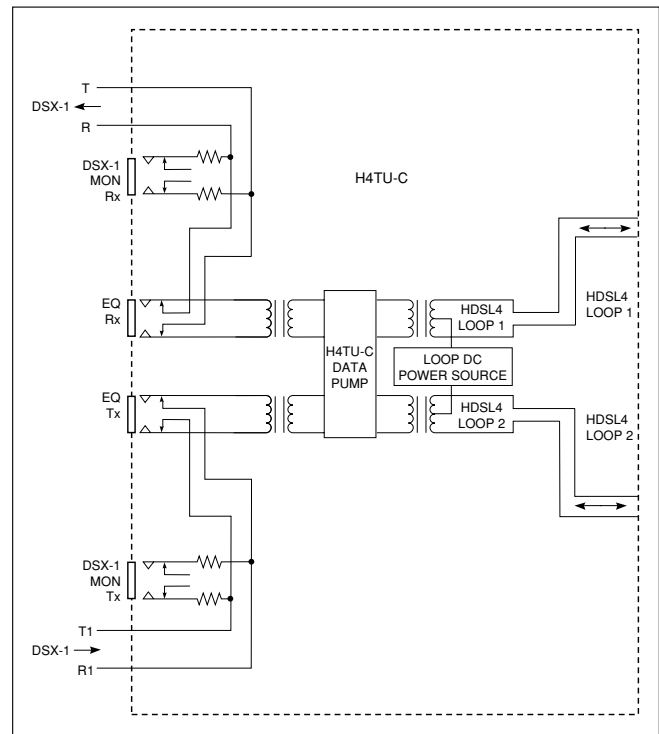 T
DSX-1
R
DSX-1
MON
Rx
H4TU-C
EQ
Rx
HDSL4
LOOP 1
HDSL4
LOOP 1
H4TU-C
DATA
PUMP
LOOP DC
POWER SOURCE
EQ
Tx
HDSL4
LOOP 2
HDSL4
LOOP 2
DSX-1
MON
Tx
T1
DSX-1
R1